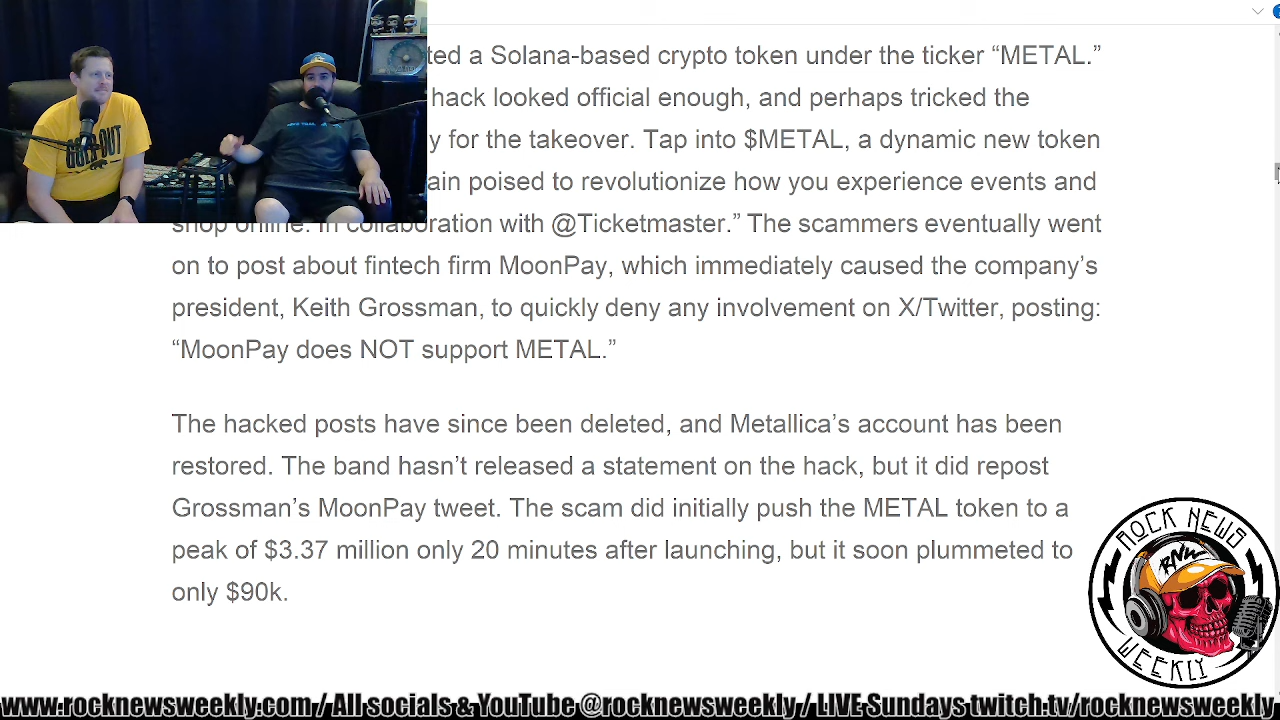 ted a Solana-based crypto token under the ticker “METAL.”
hack looked official enough, and perhaps tricked the
y for the takeover. Tap into $METAL, a dynamic new token
ain poised to revolutionize how you experience events and
shop online. In collaboration with @Ticketmaster.” The scammers eventually went
on to post about fintech firm MoonPay, which immediately caused the company’s
president, Keith Grossman, to quickly deny any involvement on X/Twitter, posting:
“MoonPay does NOT support METAL.”
The hacked posts have since been deleted, and Metallica’s account has been
restored. The band hasn’t released a statement on the hack, but it did repost
Grossman’s MoonPay tweet. The scam did initially push the METAL token to a
peak of $3.37 million only 20 minutes after launching, but it soon plummeted to
only $90k.
ROCK NEWS
RNW
WEEKLY
www.rocknewsweekly.com / All socials & YouTube @rocknewsweekly / LIVE Sundays twitch.tv/rocknewsweekly